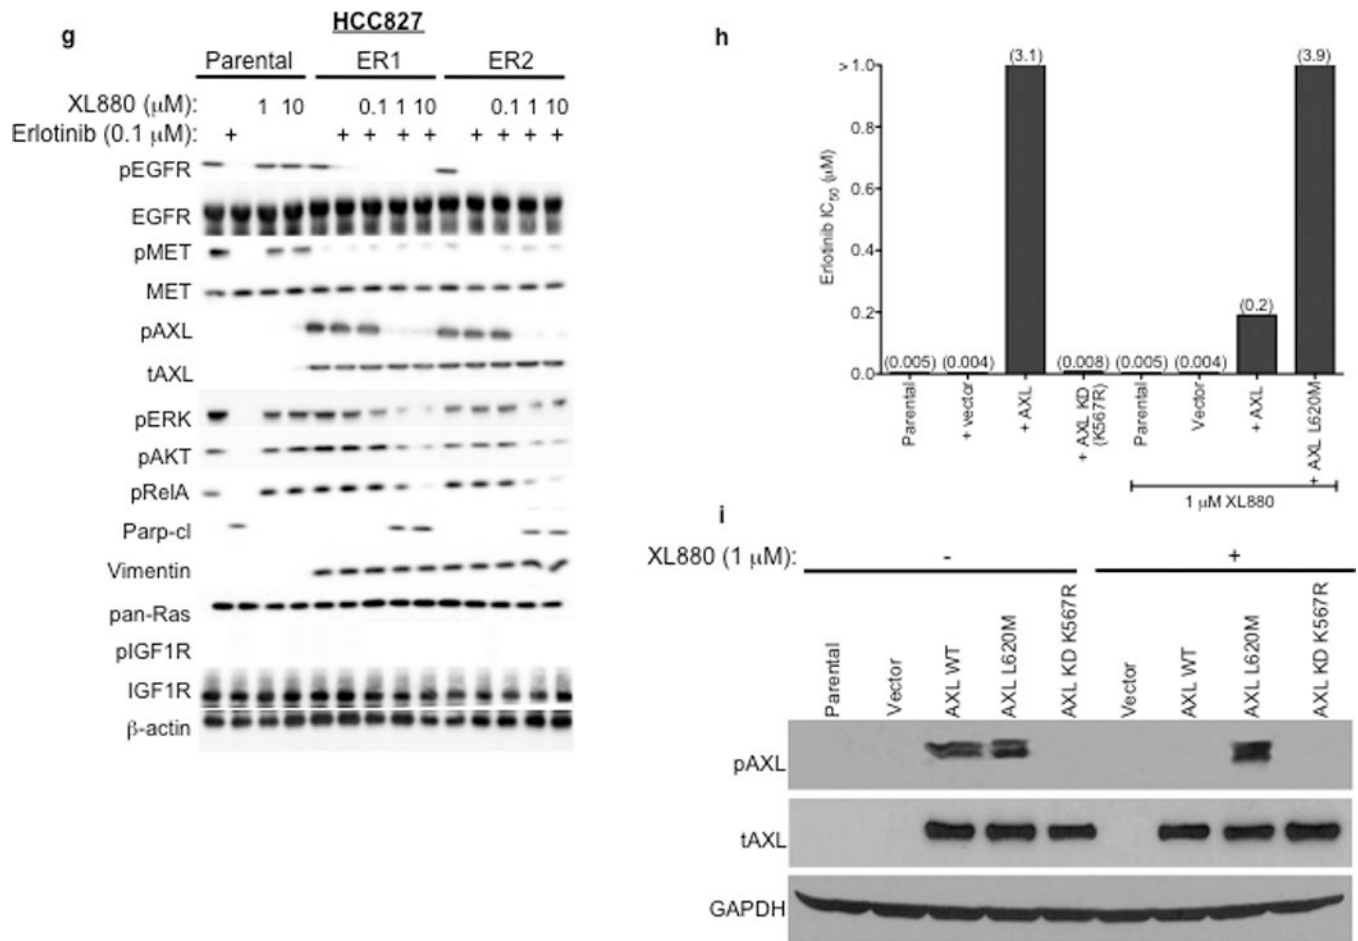 g
HCC827
Parental ER1 ER2
XL880 (μM): 1 10 0.1 1 10 0.1 1 10
Erlotinib (0.1 μM): + + + + + + + + +
pEGFR
EGFR
pMET
MET
pAXL
tAXL
pERK
pAKT
pRelA
Parp-cl
Vimentin
pan-Ras
pIGF1R
IGF1R
β-actin
h
Erlotinib IC50 (μM)
> 1.0
0.8
0.6
0.4
0.2
0.0
(0.005) (0.004) (3.1) (0.008) (0.005) (0.004) (0.2) (3.9)
Parental
+ vector
+ AXL
+ AXL KD
(K567R)
Parental
Vector
+ AXL
+ AXL L620M
1 μM XL880
i
XL880 (1 μM): - +
Parental
Vector
AXL WT
AXL L620M
AXL KD K567R
Vector
AXL WT
AXL L620M
AXL KD K567R
pAXL
tAXL
GAPDH